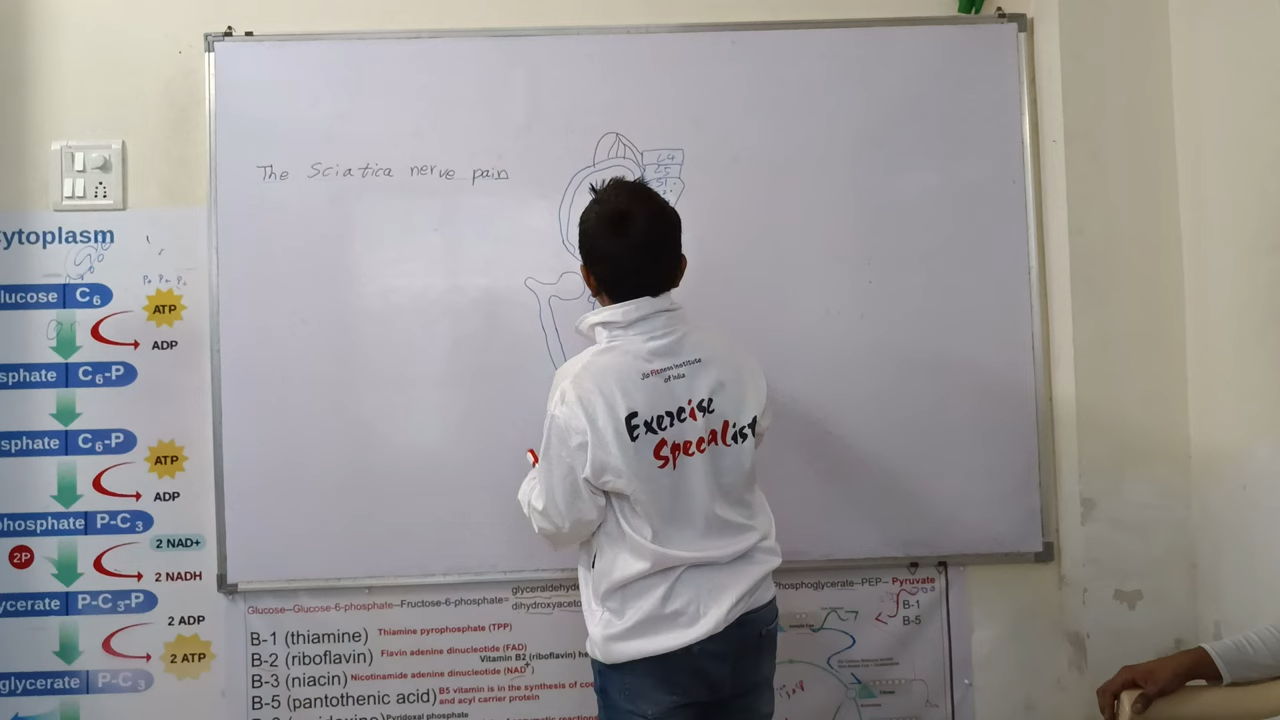 The Sciatica nerve pain
L4
L5
S1
Jio Fitness Institute
of India
Exercise
Specalist
Cytoplasm
lucose C6
ATP
ADP
sphate C6-P
sphate C6-P
ATP
ADP
phosphate P-C3
2P
2 NAD+
2 NADH
ycerate P-C3-P
2 ADP
2 ATP
glycerate P-C3
Glucose—Glucose-6-phosphate—Fructose-6-phosphate=
glyceraldehyde
dihydroxyaceto
Phosphoglycerate—PEP— Pyruvate
B-1
B-5
B-1 (thiamine) Thiamine pyrophosphate (TPP)
B-2 (riboflavin) Flavin adenine dinucleotide (FAD)
Vitamin B2 (riboflavin) he
B-3 (niacin) Nicotinamide adenine dinucleotide (NAD+)
B-5 (pantothenic acid) B5 vitamin is in the synthesis of coe
and acyl carrier protein
Pyridoxal phosphate